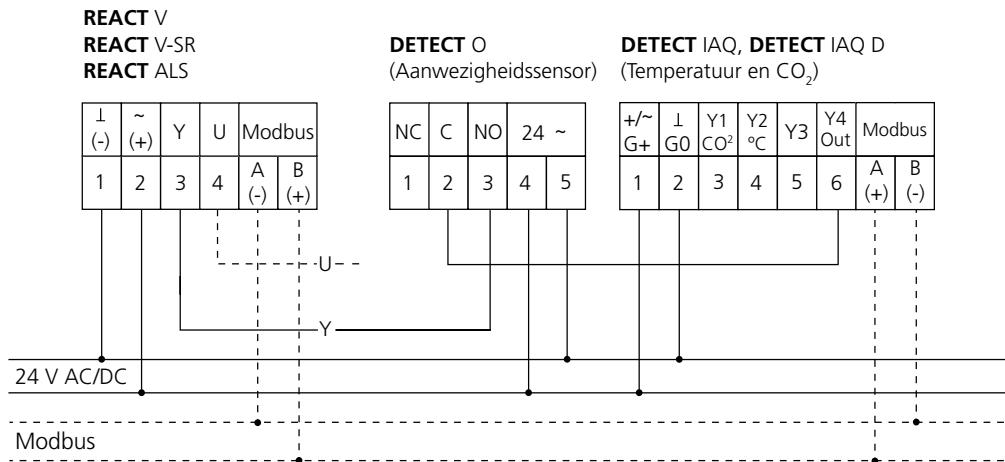 REACT V
REACT V-SR
REACT ALS
DETECT O
(Aanwezigheidssensor)
DETECT IAQ, DETECT IAQ D
(Temperatuur en CO₂)
⊥ (-) ~ (+) Y U Modbus
1 2 3 4 A (-) B (+)
NC C NO 24 ~
1 2 3 4 5
+/~ G+ ⊥ G0 Y1 CO² Y2 ºC Y3 Y4 Out Modbus
1 2 3 4 5 6 A (+) B (-)
U
Y
24 V AC/DC
Modbus